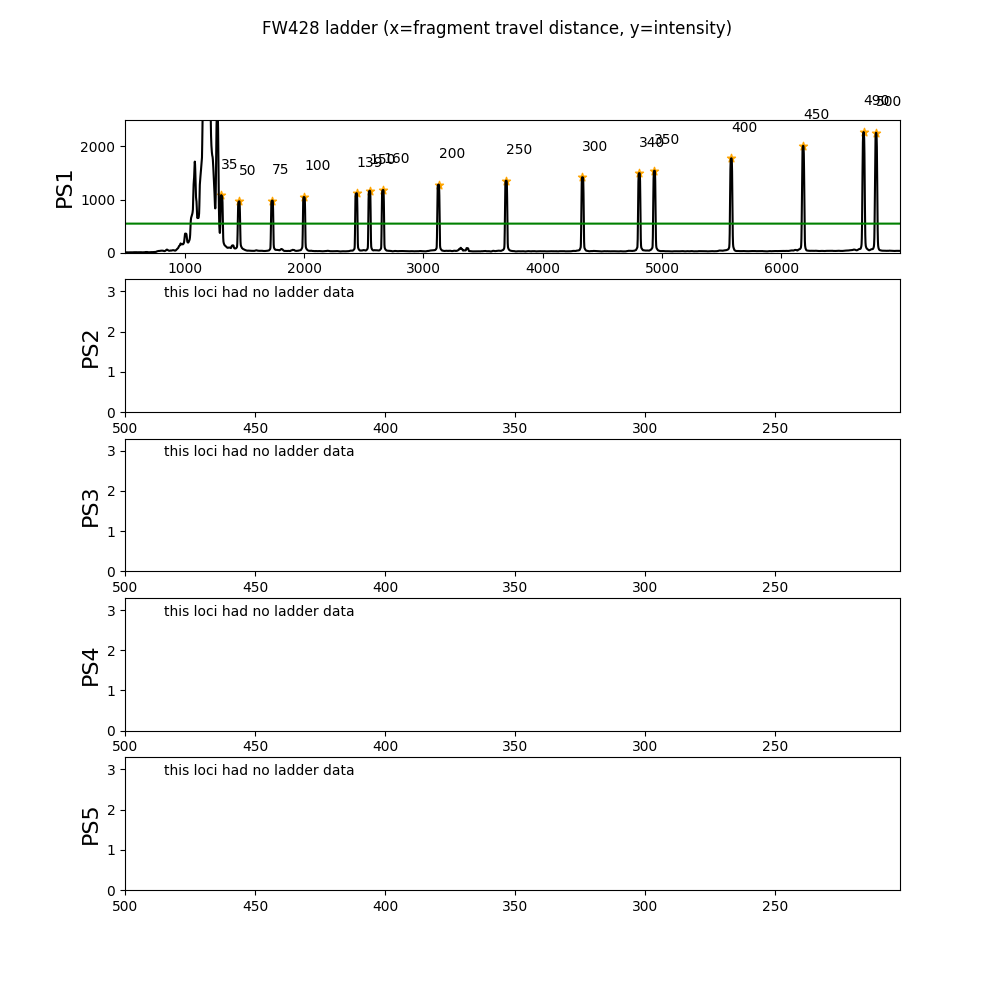 FW428 ladder (x=fragment travel distance, y=intensity)
PS1
2000
1000
0
35 50 75 100 139 150 160 200 250 300 340 350 400 450 490 500
1000 2000 3000 4000 5000 6000
PS2
this loci had no ladder data
3
2
1
0
500 450 400 350 300 250
PS3
this loci had no ladder data
3
2
1
0
500 450 400 350 300 250
PS4
this loci had no ladder data
3
2
1
0
500 450 400 350 300 250
PS5
this loci had no ladder data
3
2
1
0
500 450 400 350 300 250